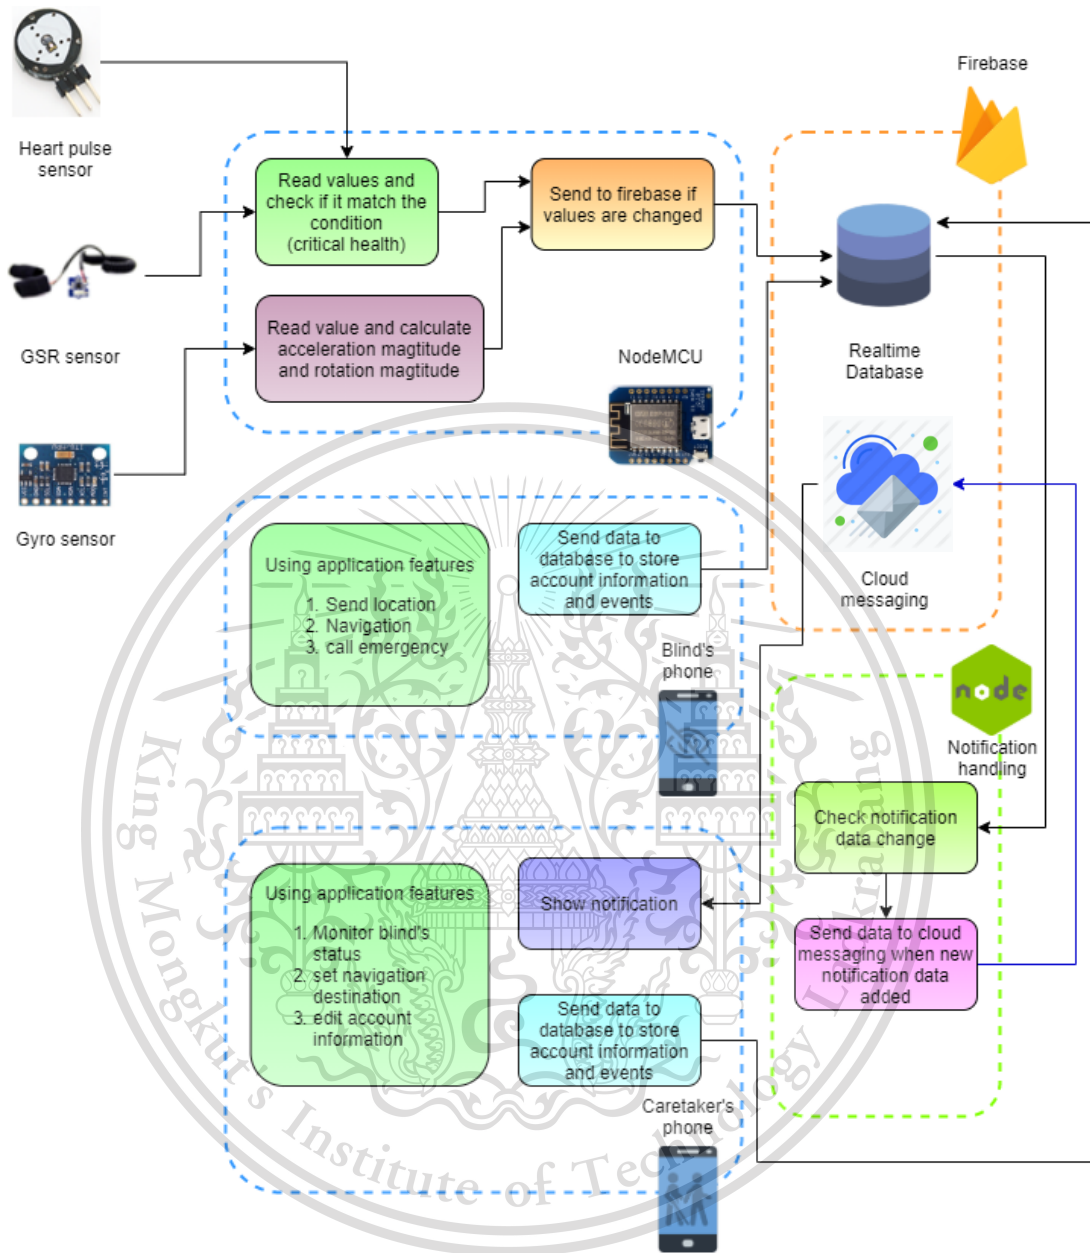 Heart pulse
sensor
GSR sensor
Gyro sensor
Read values and
check if it match the
condition
(critical health)
Send to firebase if
values are changed
Read value and calculate
acceleration magtitude
and rotation magtitude
NodeMCU
Firebase
Realtime
Database
Cloud
messaging
Using application features
1. Send location
2. Navigation
3. call emergency
Send data to
database to store
account information
and events
Blind's
phone
node
Notification
handling
Check notification
data change
Send data to cloud
messaging when new
notification data
added
Using application features
1. Monitor blind's
status
2. set navigation
destination
3. edit account
information
Show notification
Send data to
database to store
account information
and events
Caretaker's
phone
King Mongkut's Institute of Technology Ladkrabang